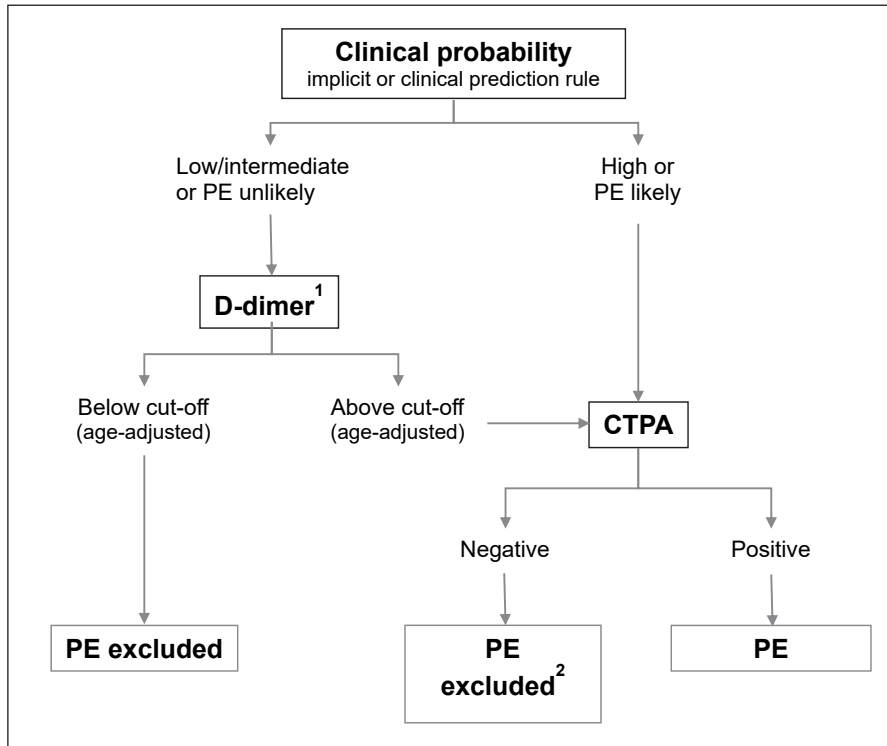 Clinical probability
implicit or clinical prediction rule
Low/intermediate
or PE unlikely
High or
PE likely
D-dimer1
Below cut-off
(age-adjusted)
Above cut-off
(age-adjusted)
CTPA
Negative
Positive
PE excluded
PE
excluded2
PE